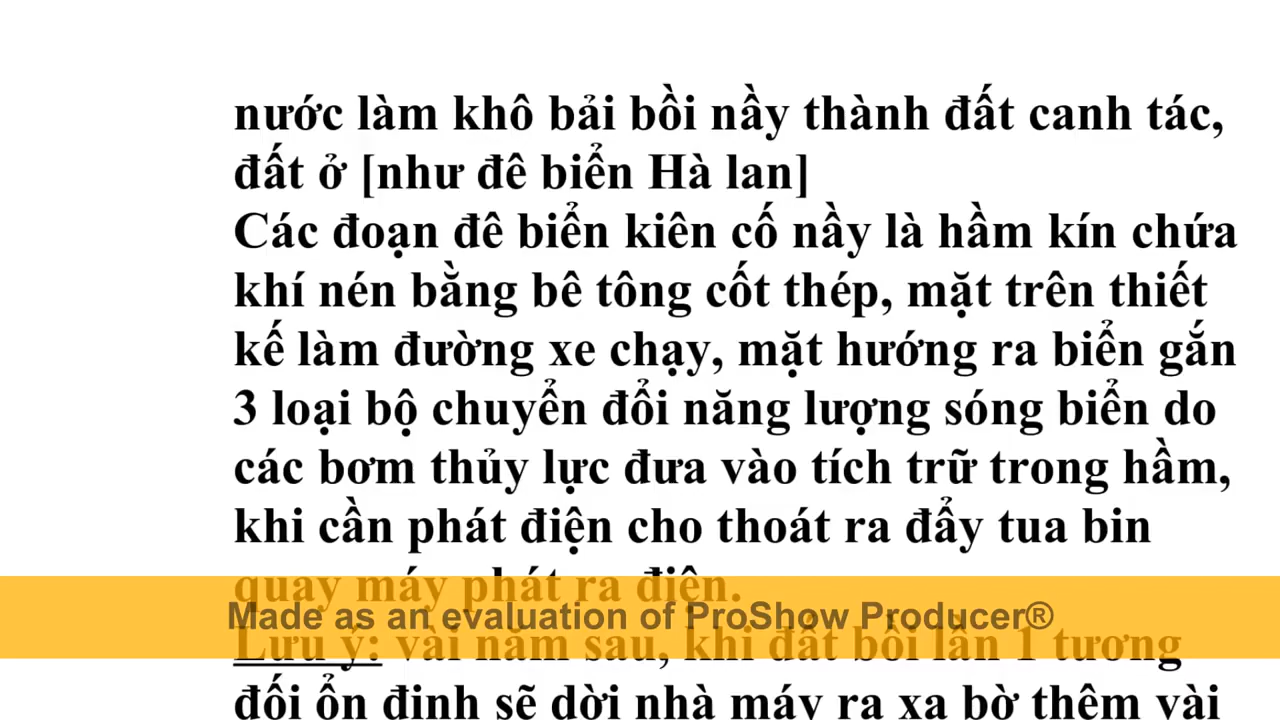 nước làm khô bải bồi nầy thành đất canh tác,
đất ở [như đê biển Hà lan]
Các đoạn đê biển kiên cố nầy là hầm kín chứa
khí nén bằng bê tông cốt thép, mặt trên thiết
kế làm đường xe chạy, mặt hướng ra biển gắn
3 loại bộ chuyển đổi năng lượng sóng biển do
các bơm thủy lực đưa vào tích trữ trong hầm,
khi cần phát điện cho thoát ra đẩy tua bin
quay máy phát ra điện.
Made as an evaluation of ProShow Producer®
Lưu ý: vài năm sau, khi đất bồi lần 1 tương
đối ổn định sẽ dời nhà máy ra xa bờ thêm vài